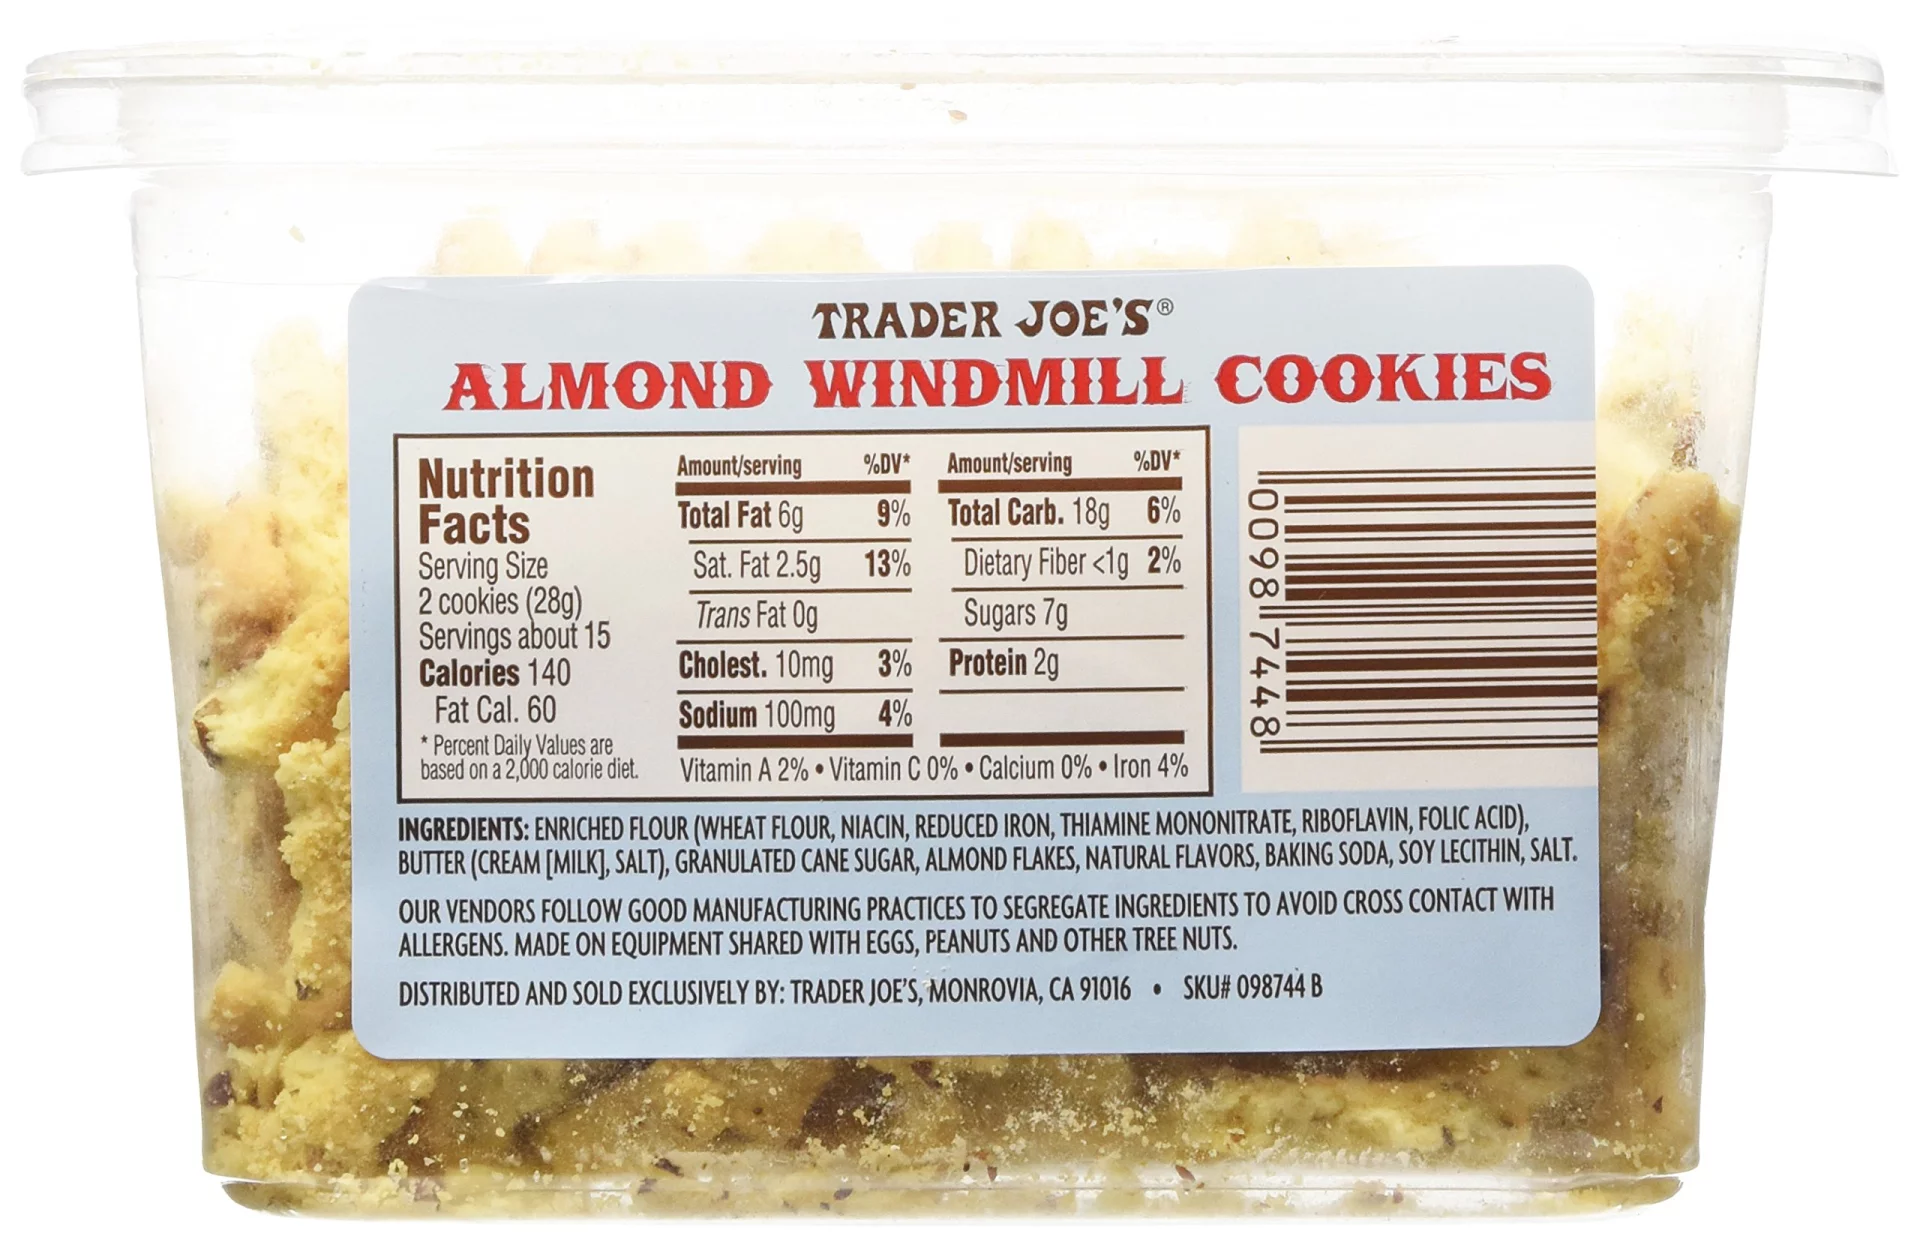 TRADER JOE'S®
ALMOND WINDMILL COOKIES
Nutrition
Facts
Serving Size
2 cookies (28g)
Servings about 15
Calories 140
Fat Cal. 60
* Percent Daily Values are
based on a 2,000 calorie diet.
Amount/serving %DV*
Total Fat 6g 9%
Sat. Fat 2.5g 13%
Trans Fat 0g
Cholest. 10mg 3%
Sodium 100mg 4%
Amount/serving %DV*
Total Carb. 18g 6%
Dietary Fiber <1g 2%
Sugars 7g
Protein 2g
Vitamin A 2% • Vitamin C 0% • Calcium 0% • Iron 4%
0098 7448
INGREDIENTS: ENRICHED FLOUR (WHEAT FLOUR, NIACIN, REDUCED IRON, THIAMINE MONONITRATE, RIBOFLAVIN, FOLIC ACID),
BUTTER (CREAM [MILK], SALT), GRANULATED CANE SUGAR, ALMOND FLAKES, NATURAL FLAVORS, BAKING SODA, SOY LECITHIN, SALT.
OUR VENDORS FOLLOW GOOD MANUFACTURING PRACTICES TO SEGREGATE INGREDIENTS TO AVOID CROSS CONTACT WITH
ALLERGENS. MADE ON EQUIPMENT SHARED WITH EGGS, PEANUTS AND OTHER TREE NUTS.
DISTRIBUTED AND SOLD EXCLUSIVELY BY: TRADER JOE'S, MONROVIA, CA 91016 • SKU# 098744 B